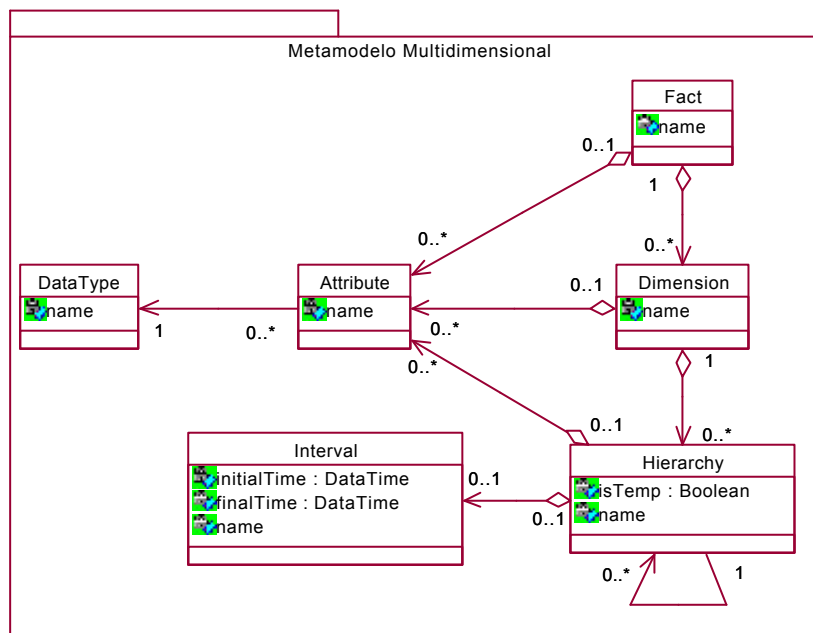 Metamodelo Multidimensional
Fact
name
0..1
1
0..*
0..*
DataType
name
Attribute
name
0..1
Dimension
name
1
0..*
0..*
1
0..*
0..1
0..*
Interval
initialTime : DataTime
finalTime : DataTime
name
0..1
0..1
Hierarchy
isTemp : Boolean
name
0..*
1